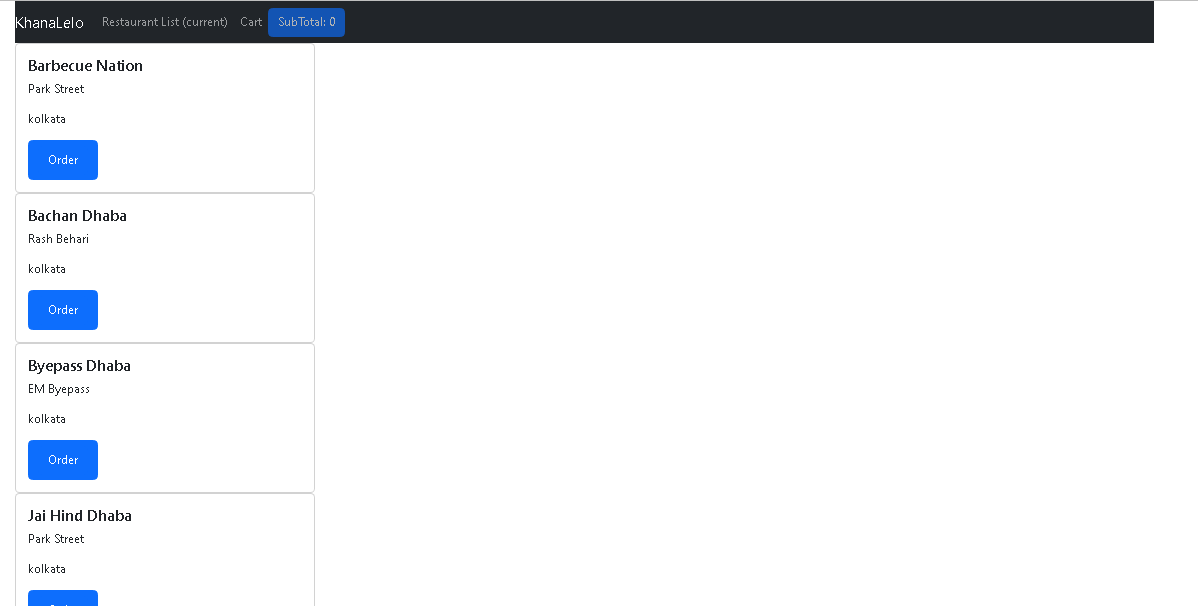 KhanaLelo Restaurant List (current) Cart SubTotal: 0
Barbecue Nation
Park Street
kolkata
Order
Bachan Dhaba
Rash Behari
kolkata
Order
Byepass Dhaba
EM Byepass
kolkata
Order
Jai Hind Dhaba
Park Street
kolkata